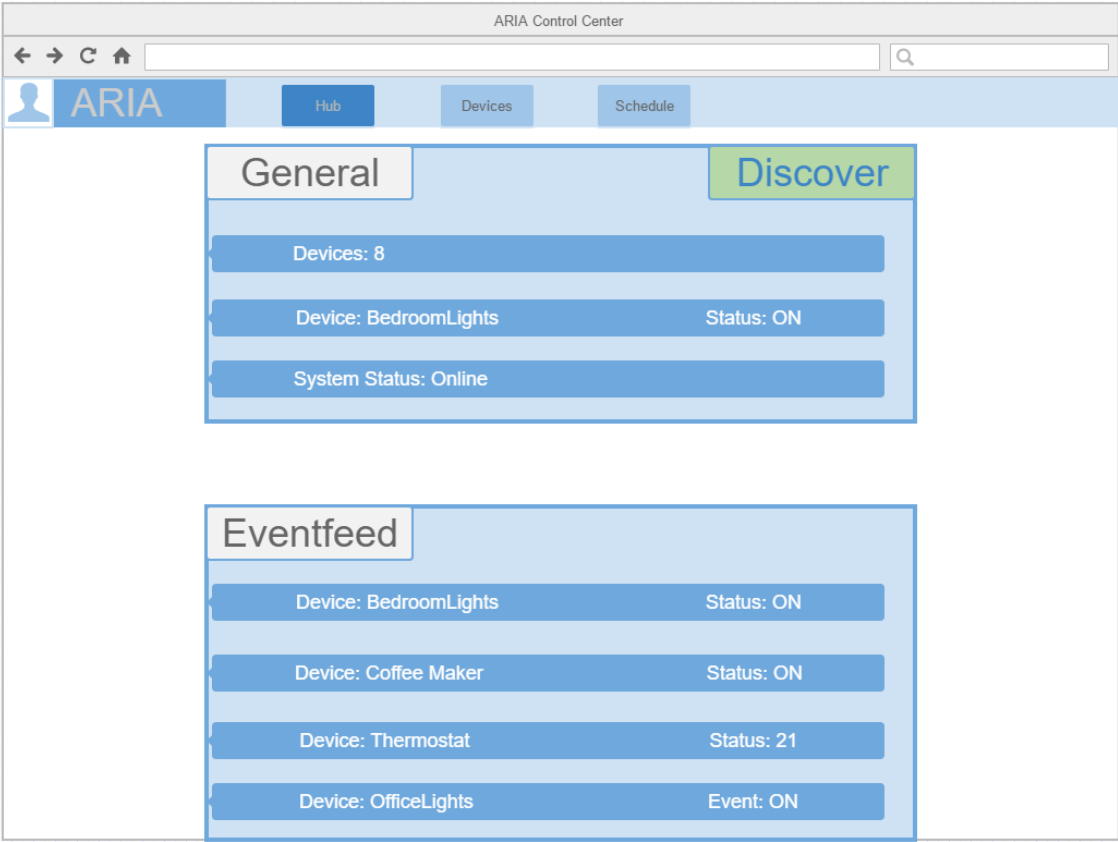 ARIA Control Center
ARIA Hub Devices Schedule
General Discover
Devices: 8
Device: BedroomLights Status: ON
System Status: Online
Eventfeed
Device: BedroomLights Status: ON
Device: Coffee Maker Status: ON
Device: Thermostat Status: 21
Device: OfficeLights Event: ON